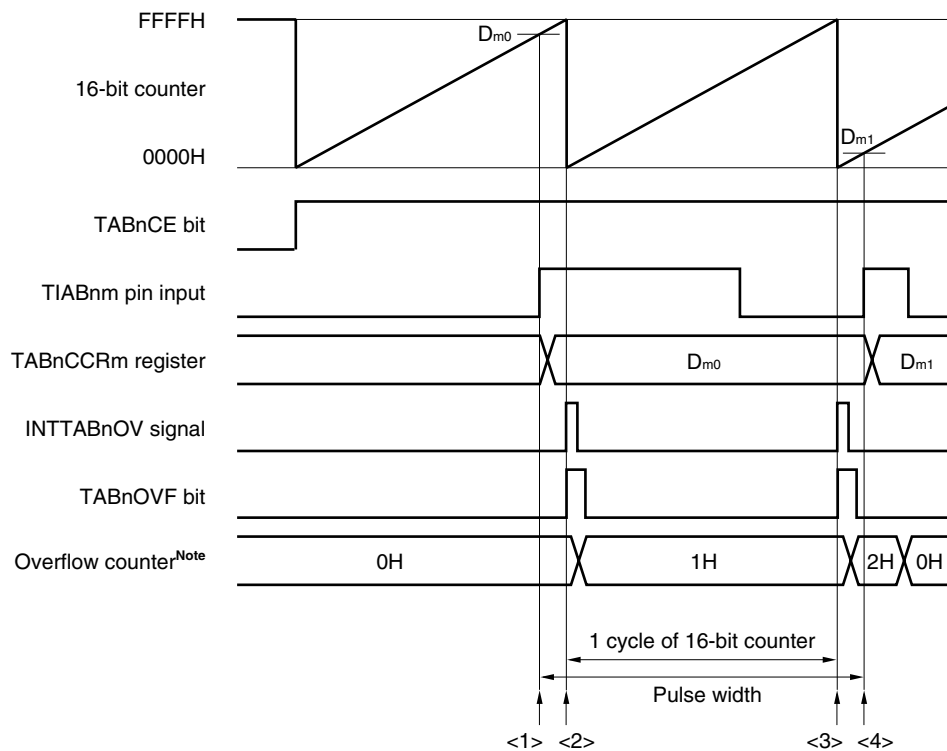 FFFFH
Dm0
16-bit counter
Dm1
0000H
TABnCE bit
TIABnm pin input
TABnCCRm register
Dm0
Dm1
INTTABnOV signal
TABnOVF bit
Overflow counterNote
0H
1H
2H
0H
1 cycle of 16-bit counter
Pulse width
<1> <2> <3> <4>